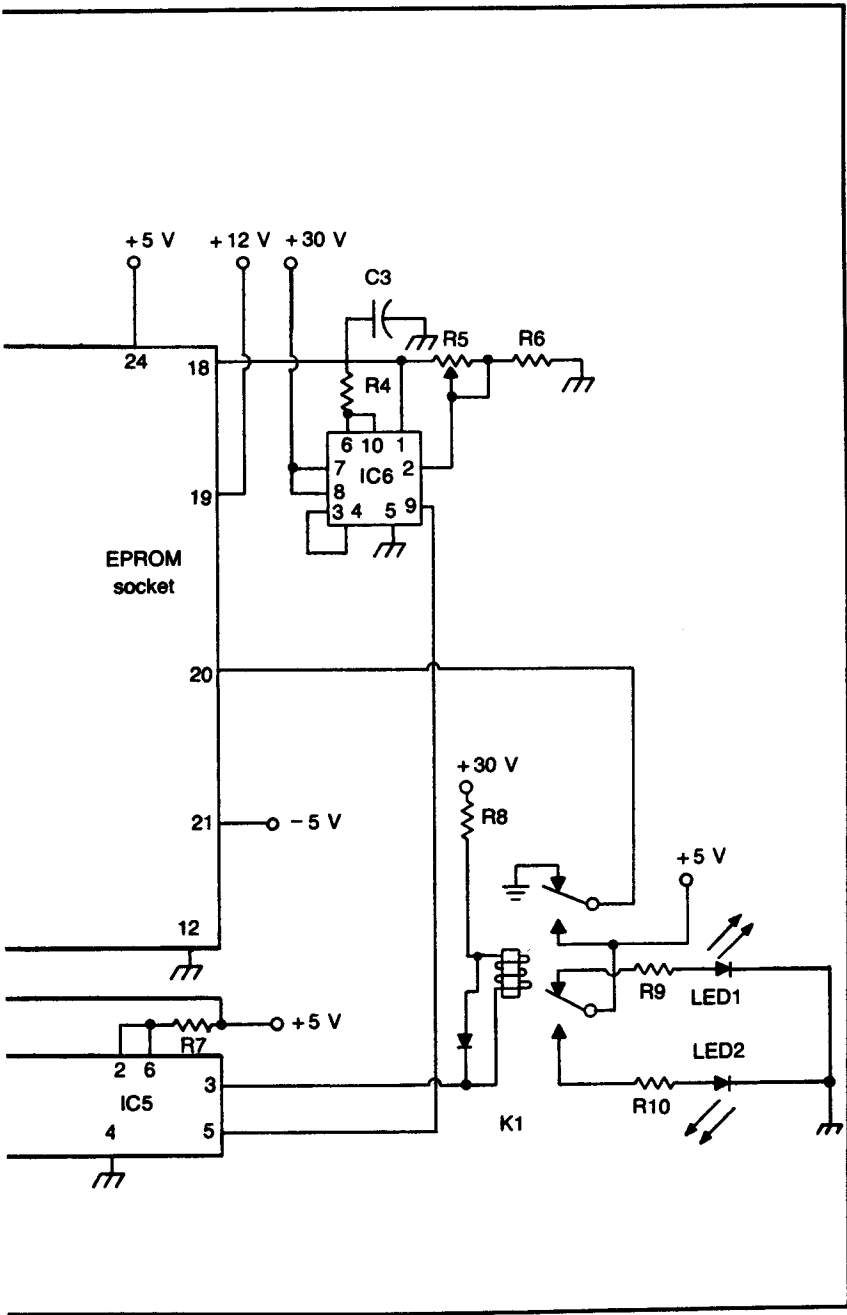 +5 V +12 V +30 V
C3
R5 R6
24 18
R4
6 10 1
7 2
IC6
8
19 3 4 5 9
EPROM
socket
20
+30 V
R8
21 −5 V
+5 V
12
R9 LED1
+5 V
R7
LED2
2 6
3
IC5
R10
4 5
K1